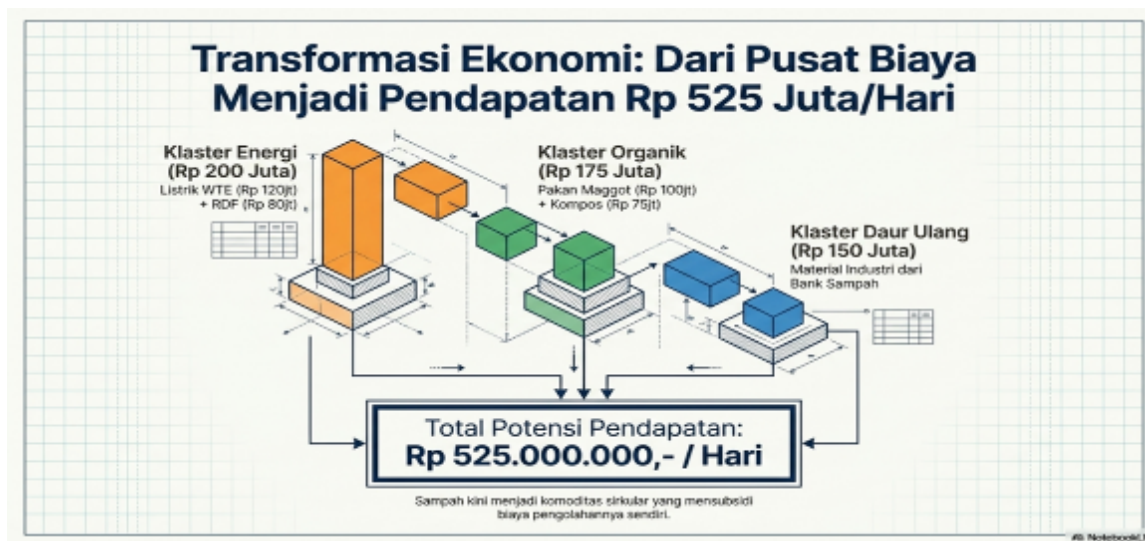 Transformasi Ekonomi: Dari Pusat Biaya
Menjadi Pendapatan Rp 525 Juta/Hari
Klaster Energi
(Rp 200 Juta)
Listrik WTE (Rp 120jt)
+ RDF (Rp 80jt)
Klaster Organik
(Rp 175 Juta)
Pakan Maggot (Rp 100jt)
+ Kompos (Rp 75jt)
Klaster Daur Ulang
(Rp 150 Juta)
Material Industri dari
Bank Sampah
Total Potensi Pendapatan:
Rp 525.000.000,- / Hari
Sampah kini menjadi komoditas sirkular yang mensubsidi
biaya pengolahannya sendiri.